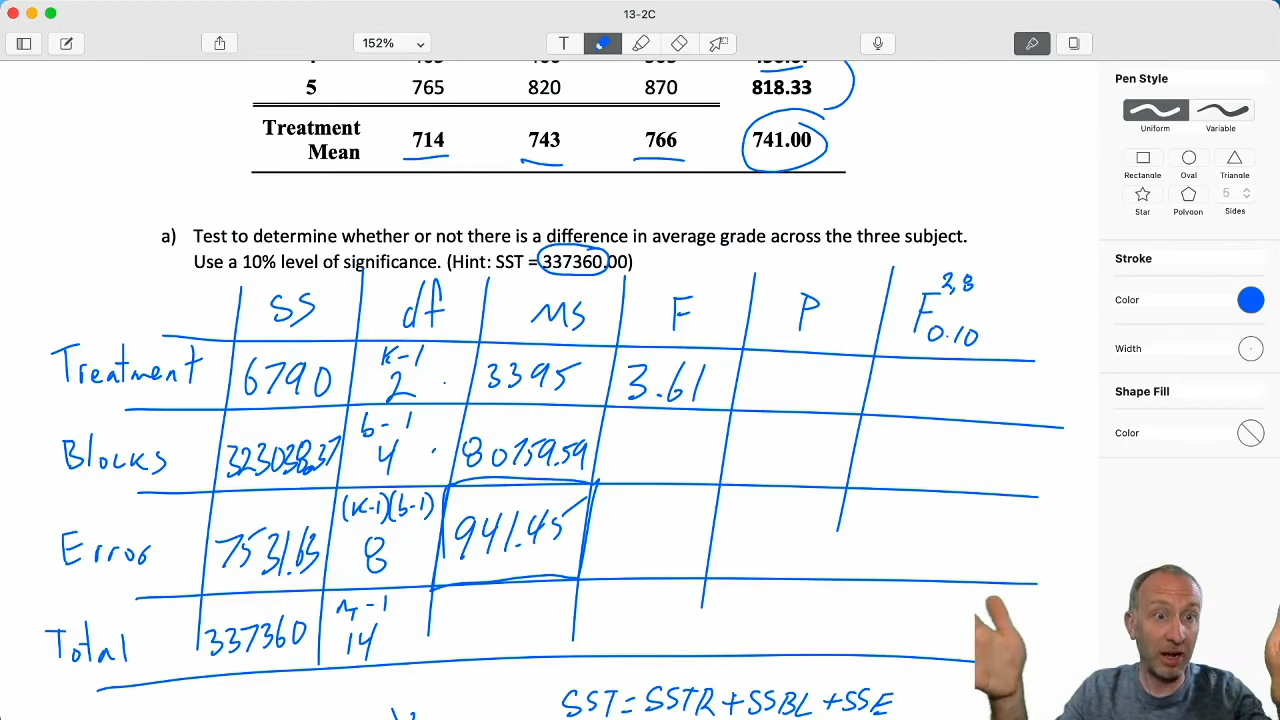 13-2C
152%
T
Pen Style
Uniform Variable
Rectangle Oval Triangle
Star Polygon 5 Sides
Stroke
Color
Width
Shape Fill
Color
5 765 820 870 818.33
Treatment Mean 714 743 766 741.00
a) Test to determine whether or not there is a difference in average grade across the three subject.
Use a 10% level of significance. (Hint: SST = 337360.00)
SS df MS F P F 2,8 0.10
Treatment 6790 K-1 2 3395 3.61
Blocks 323038.37 b-1 4 80759.59
Error 7531.63 (K-1)(b-1) 8 941.45
Total 337360 nT-1 14
SST = SSTR + SSBL + SSE